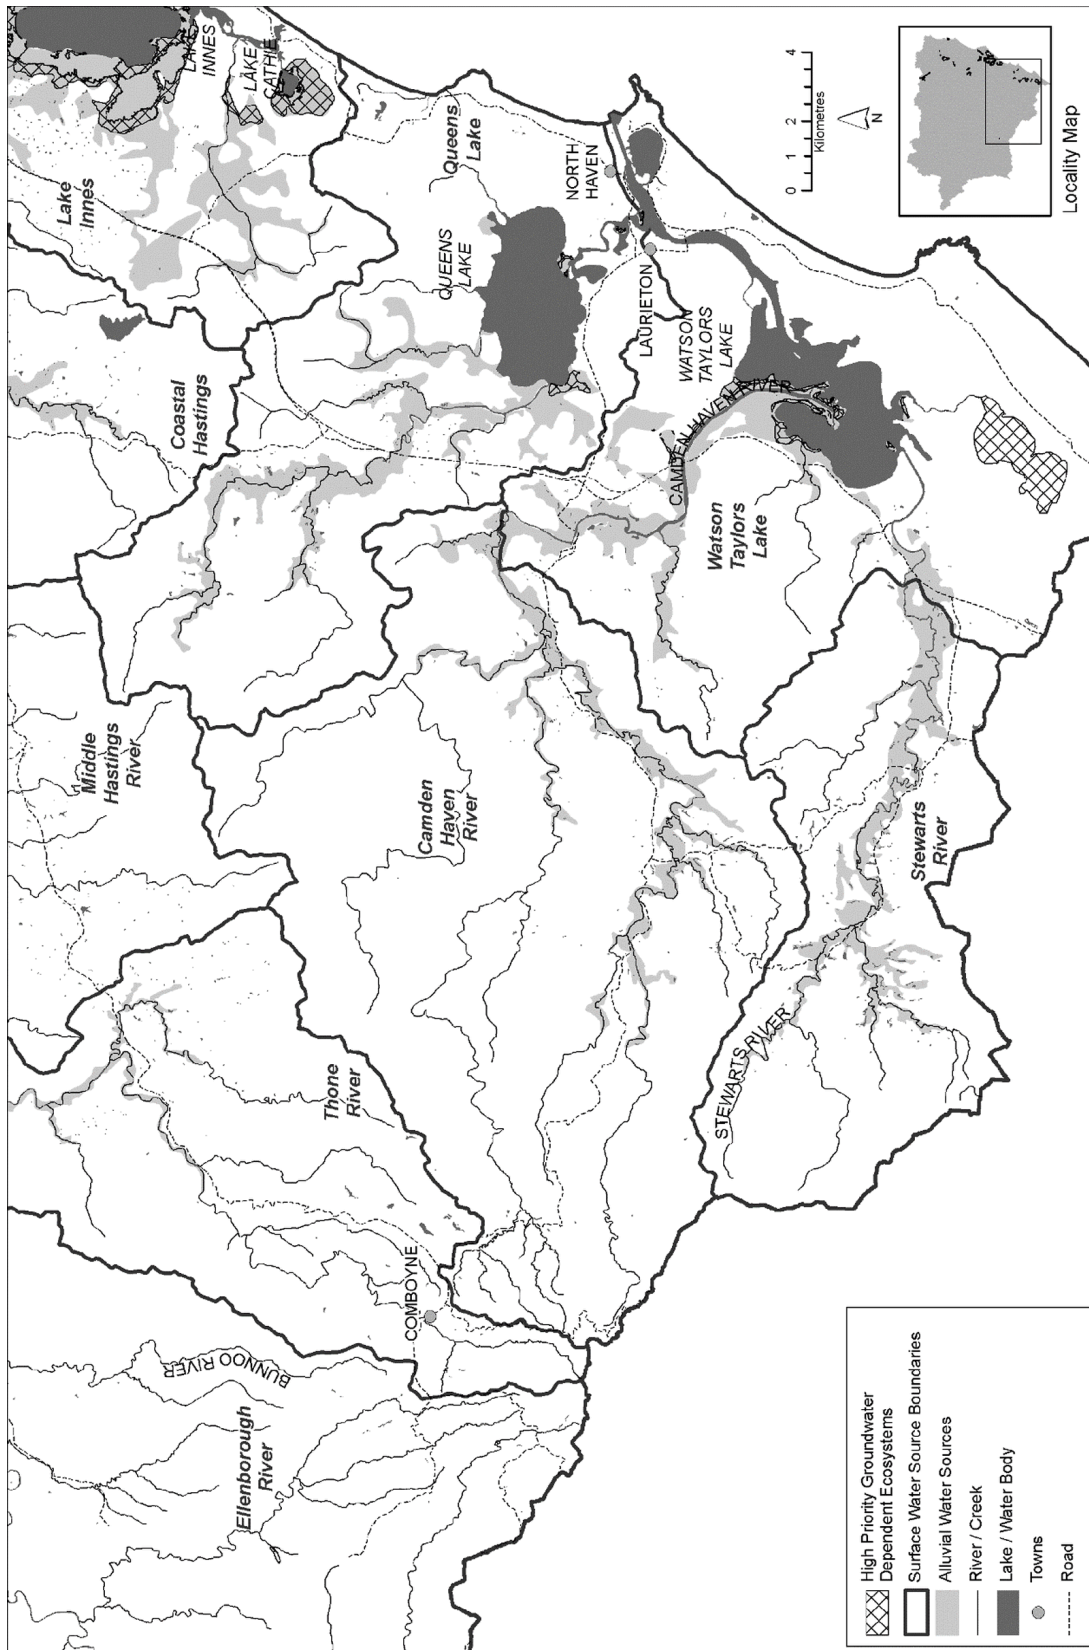 LAKE
INNES
LAKE
CATHIE
Lake
Innes
Queens
Lake
QUEENS
LAKE
NORTH
HAVEN
LAURIETON
WATSON
TAYLORS
LAKE
CAMDEN HAVEN RIVER
Coastal
Hastings
Watson
Taylors
Lake
Middle
Hastings
River
Camden
Haven
River
Stewarts
River
STEWARTS RIVER
Thone
River
COMBOYNE
BUNNOO RIVER
Ellenborough
River
0 1 2 4
Kilometres
N
Locality Map
High Priority Groundwater
Dependent Ecosystems
Surface Water Source Boundaries
Alluvial Water Sources
River / Creek
Lake / Water Body
Towns
Road